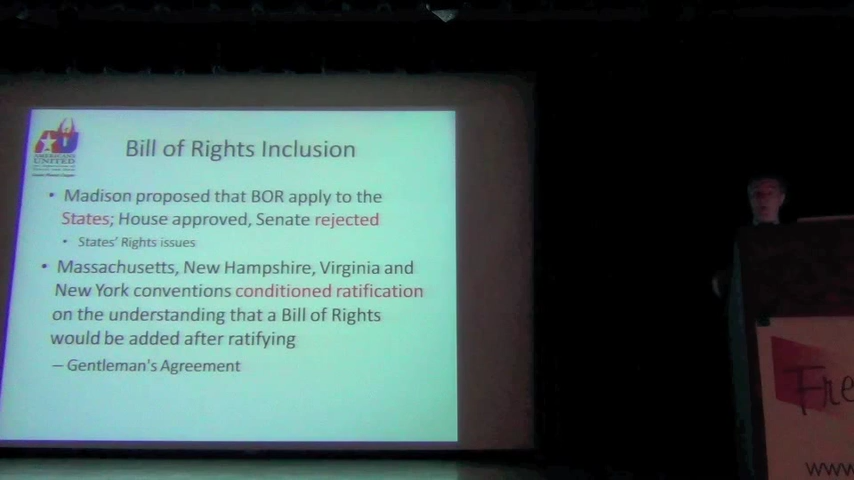 AU
AMERICANS
UNITED
Bill of Rights Inclusion
• Madison proposed that BOR apply to the
States; House approved, Senate rejected
• States' Rights issues
• Massachusetts, New Hampshire, Virginia and
New York conventions conditioned ratification
on the understanding that a Bill of Rights
would be added after ratifying
– Gentleman's Agreement
Fre
www